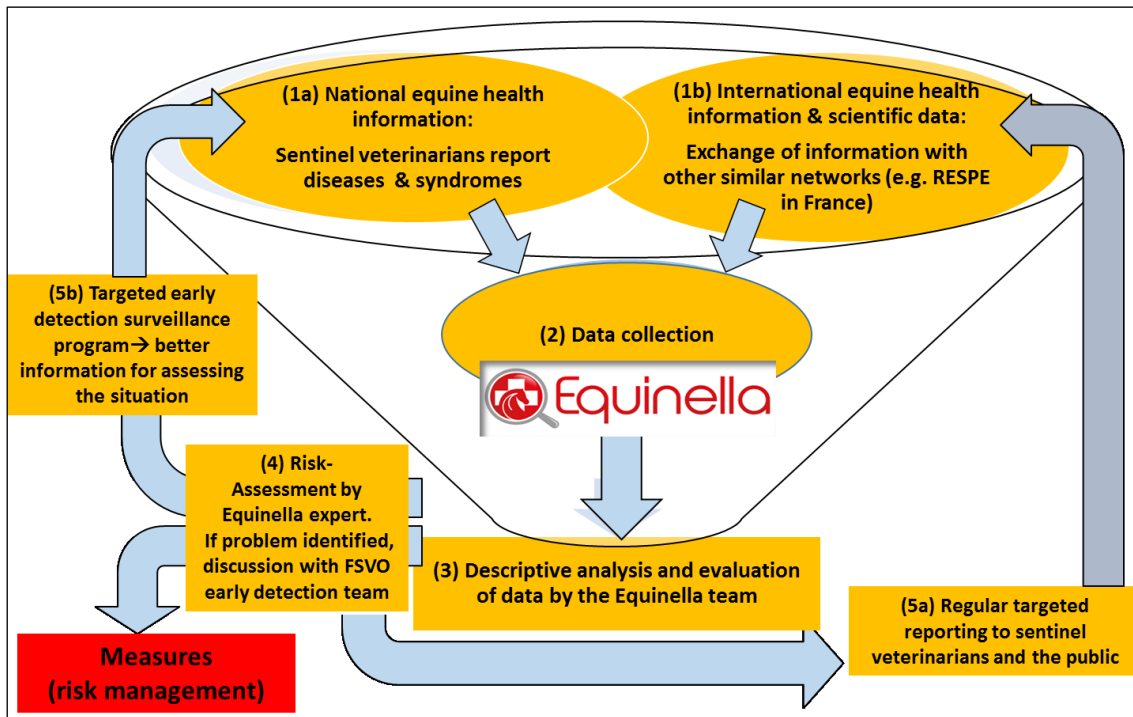 (1a) National equine health
information:
Sentinel veterinarians report
diseases & syndromes
(1b) International equine health
information & scientific data:
Exchange of information with
other similar networks (e.g. RESPE
in France)
(2) Data collection
Equinella
(5b) Targeted early
detection surveillance
program→ better
information for assessing
the situation
(4) Risk-
Assessment by
Equinella expert.
If problem identified,
discussion with FSVO
early detection team
(3) Descriptive analysis and evaluation
of data by the Equinella team
(5a) Regular targeted
reporting to sentinel
veterinarians and the public
Measures
(risk management)